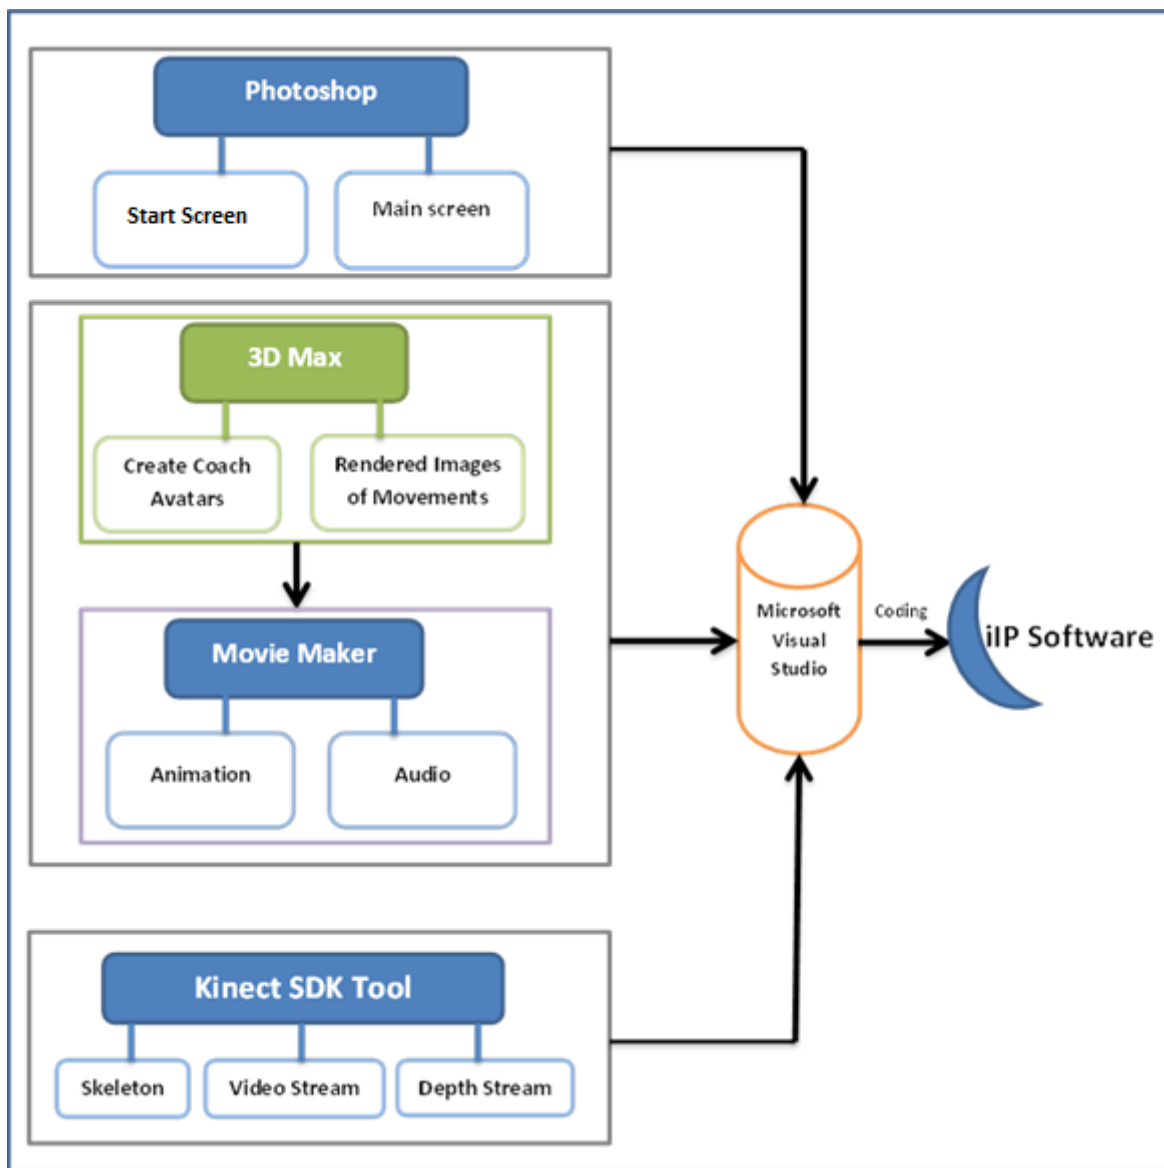 Photoshop
Start Screen
Main screen
3D Max
Create Coach
Avatars
Rendered Images
of Movements
Movie Maker
Animation
Audio
Kinect SDK Tool
Skeleton
Video Stream
Depth Stream
Microsoft
Visual
Studio
Coding
iIP Software